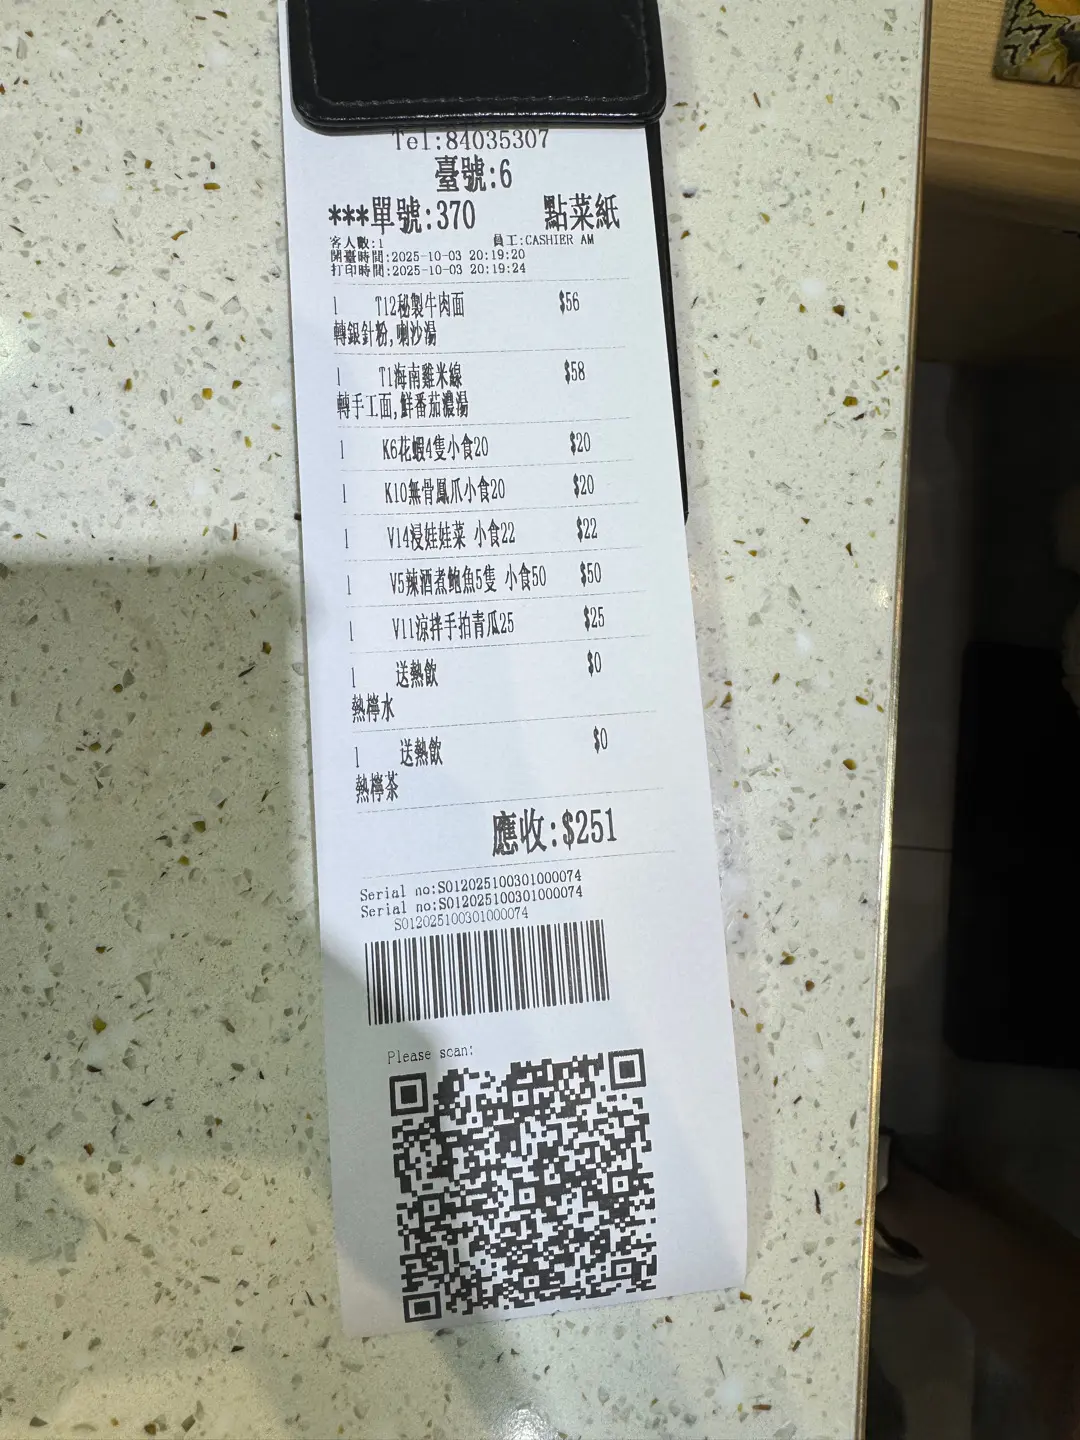 Tel:84035307
臺號:6
***單號:370 點菜紙
客人數:1 員工:CASHIER AM
開臺時間:2025-10-03 20:19:20
打印時間:2025-10-03 20:19:24
1 T12秘製牛肉面 $56
轉銀針粉,喇沙湯
1 T1海南雞米線 $58
轉手工面,鮮番茄濃湯
1 K6花蝦4隻小食20 $20
1 K10無骨鳳爪小食20 $20
1 V14浸娃娃菜 小食22 $22
1 V5辣酒煮鮑魚5隻 小食50 $50
1 V11涼拌手拍青瓜25 $25
1 送熱飲 $0
熱檸水
1 送熱飲 $0
熱檸茶
應收:$251
Serial no:S012025100301000074
Serial no:S012025100301000074
S012025100301000074
Please scan: